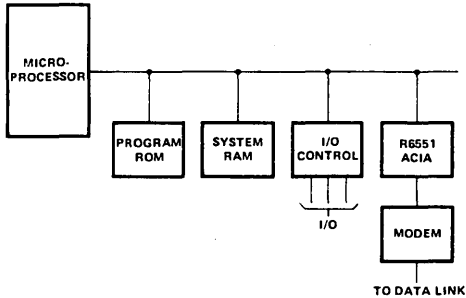 MICRO-
PROCESSOR
PROGRAM
ROM
SYSTEM
RAM
I/O
CONTROL
R6551
ACIA
I/O
MODEM
TO DATA LINK